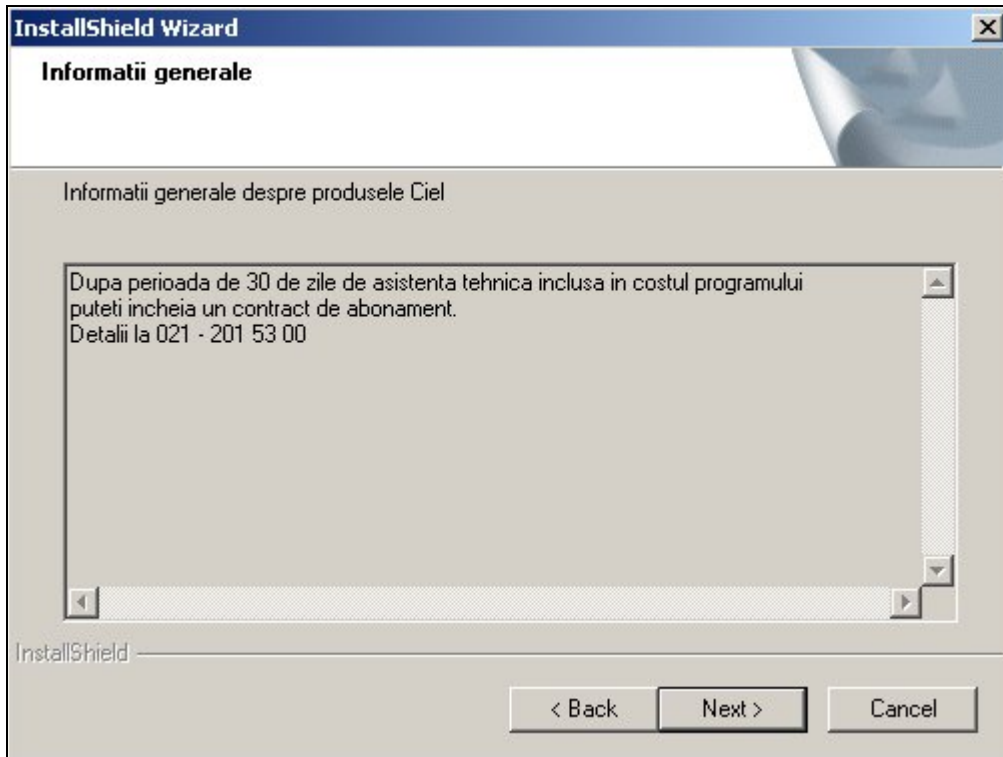 InstallShield Wizard
Informatii generale
Informatii generale despre produsele Ciel
Dupa perioada de 30 de zile de asistenta tehnica inclusa in costul programului
puteti incheia un contract de abonament.
Detalii la 021 - 201 53 00
InstallShield
< Back Next > Cancel